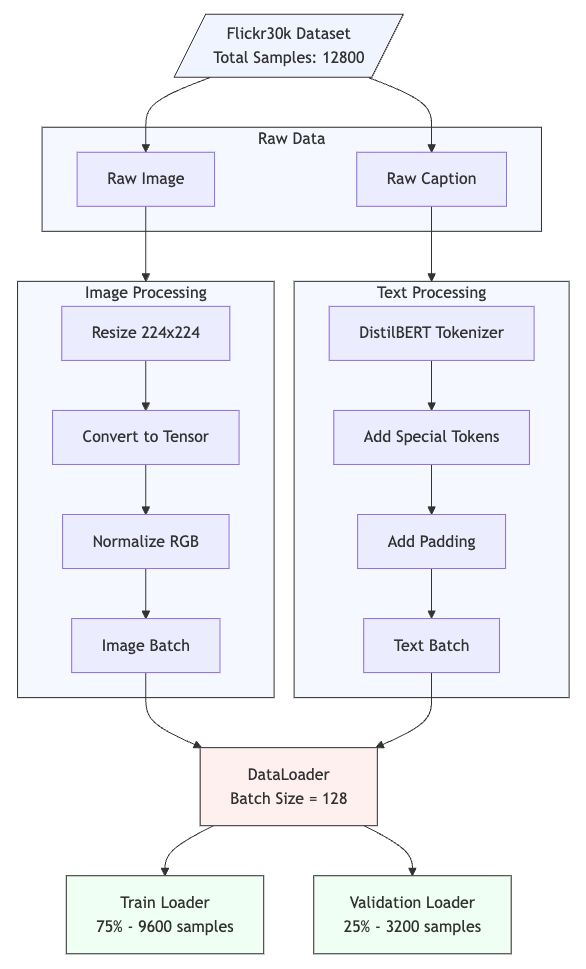 Flickr30k Dataset
Total Samples: 12800
Raw Data
Raw Image
Raw Caption
Image Processing
Resize 224x224
Convert to Tensor
Normalize RGB
Image Batch
Text Processing
DistilBERT Tokenizer
Add Special Tokens
Add Padding
Text Batch
DataLoader
Batch Size = 128
Train Loader
75% - 9600 samples
Validation Loader
25% - 3200 samples